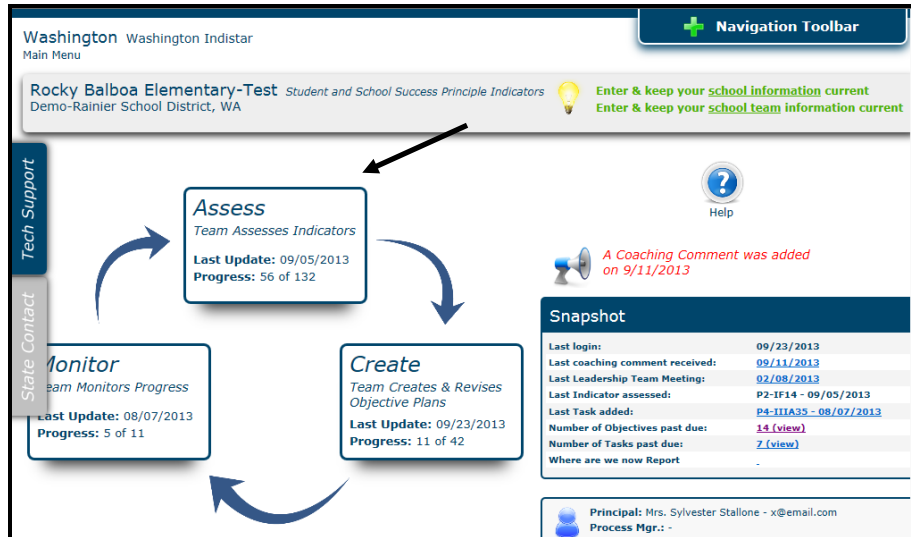 Navigation Toolbar
Washington Washington Indistar
Main Menu
Rocky Balboa Elementary-Test Student and School Success Principle Indicators
Demo-Rainier School District, WA
Enter & keep your school information current
Enter & keep your school team information current
Tech Support
State Contact
Assess
Team Assesses Indicators
Last Update: 09/05/2013
Progress: 56 of 132
Monitor
Team Monitors Progress
Last Update: 08/07/2013
Progress: 5 of 11
Create
Team Creates & Revises
Objective Plans
Last Update: 09/23/2013
Progress: 11 of 42
?
Help
A Coaching Comment was added
on 9/11/2013
Snapshot
Last login: 09/23/2013
Last coaching comment received: 09/11/2013
Last Leadership Team Meeting: 02/08/2013
Last Indicator assessed: P2-IF14 - 09/05/2013
Last Task added: P4-IIIA35 - 08/07/2013
Number of Objectives past due: 14 (view)
Number of Tasks past due: 7 (view)
Where are we now Report -
Principal: Mrs. Sylvester Stallone - x@email.com
Process Mgr.: -